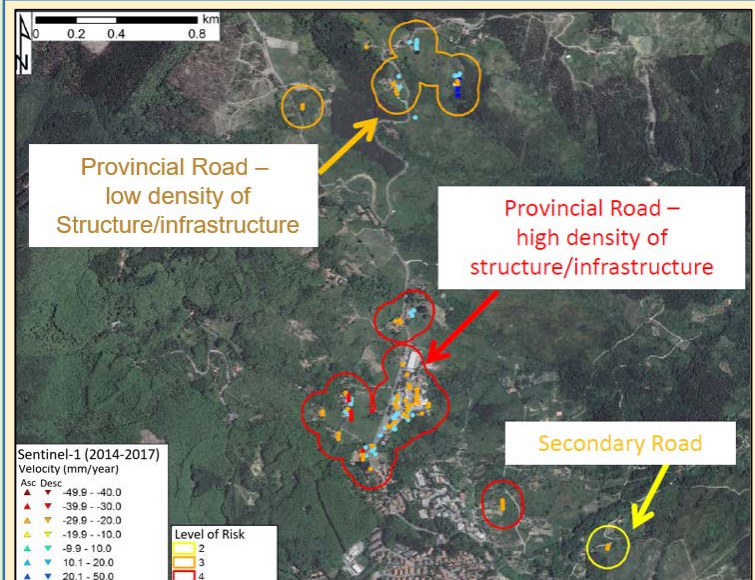 km
0 0.2 0.4 0.8
N
Provincial Road –
low density of
Structure/infrastructure
Provincial Road –
high density of
structure/infrastructure
Secondary Road
Sentinel-1 (2014-2017)
Velocity (mm/year)
Asc Desc
-49.9 - -40.0
-39.9 - -30.0
-29.9 - -20.0
-19.9 - -10.0
-9.9 - 10.0
10.1 - 20.0
20.1 - 50.0
Level of Risk
2
3
4